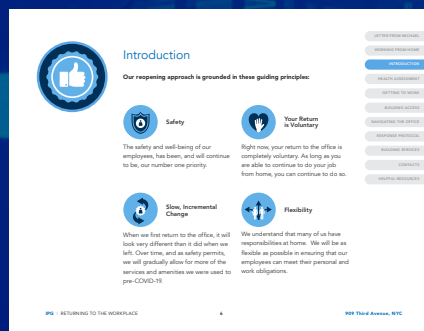 Introduction
Our reopening approach is grounded in these guiding principles:
Safety
The safety and well-being of our
employees has been, and will continue
to be, our number one priority.
Your Return
is Voluntary
Right now, your return to the office is
completely voluntary. As long as you
are able to continue to do your job
from home, you can continue to do so.
Slow, Incremental
Change
When we first return to the office, it will
look very different than it did when we
left. Over time, and as safety permits,
we will gradually allow for more of the
services and amenities we were used to
pre-COVID-19.
Flexibility
We understand that many of us have
responsibilities at home. We will be as
flexible as possible in ensuring that our
employees can meet their personal and
work obligations.
LETTER FROM MICHAEL
WORKING FROM HOME
INTRODUCTION
HEALTH ASSESSMENT
GETTING TO WORK
BUILDING ACCESS
NAVIGATING THE OFFICE
RESPONSE PROTOCOL
BUILDING SERVICES
CONTACTS
HELPFUL RESOURCES
IPG | RETURNING TO THE WORKPLACE
6
909 Third Avenue, NYC